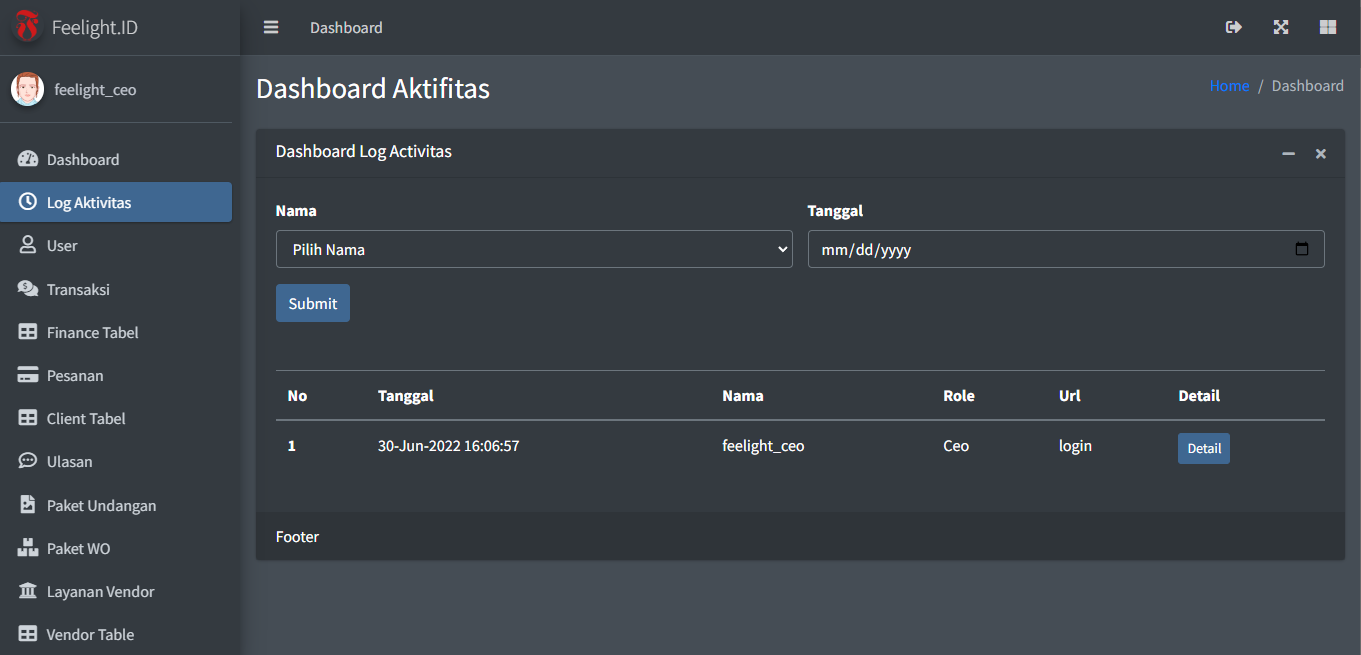 Feelight.ID
Dashboard
feelight_ceo
Dashboard
Log Aktivitas
User
Transaksi
Finance Tabel
Pesanan
Client Tabel
Ulasan
Paket Undangan
Paket WO
Layanan Vendor
Vendor Table
Dashboard Aktifitas
Home / Dashboard
Dashboard Log Activitas
Nama
Pilih Nama
Tanggal
mm/dd/yyyy
Submit
No Tanggal Nama Role Url Detail
1 30-Jun-2022 16:06:57 feelight_ceo Ceo login Detail
Footer